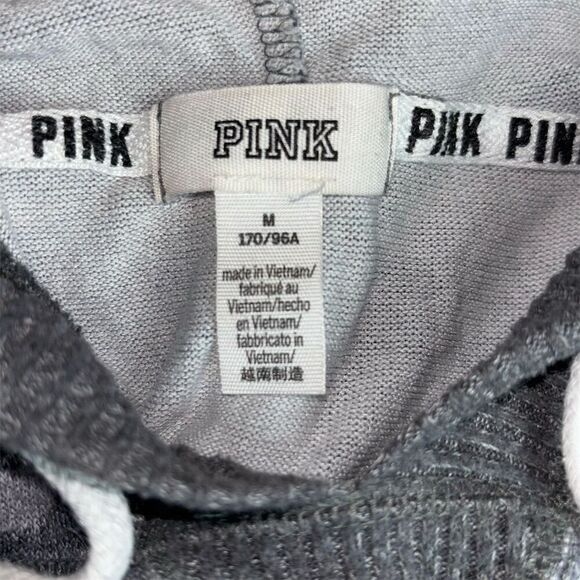 PINK PINK PINK PIN
M
170/96A
made in Vietnam/
fabriqué au
Vietnam/hecho
en Vietnam/
fabbricato in
Vietnam/
越南制造